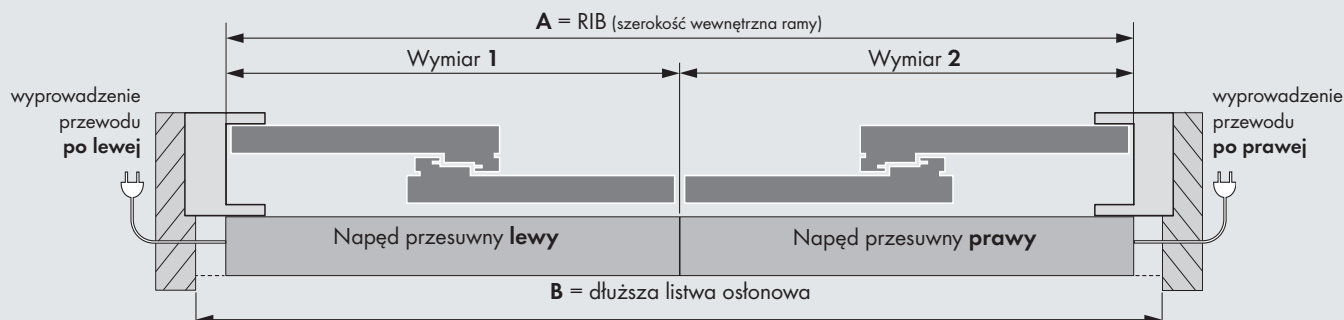 A = RIB (szerokość wewnętrzna ramy)
Wymiar 1
Wymiar 2
wyprowadzenie
przewodu
po lewej
wyprowadzenie
przewodu
po prawej
Napęd przesuwny lewy
Napęd przesuwny prawy
B = dłuższa listwa osłonowa